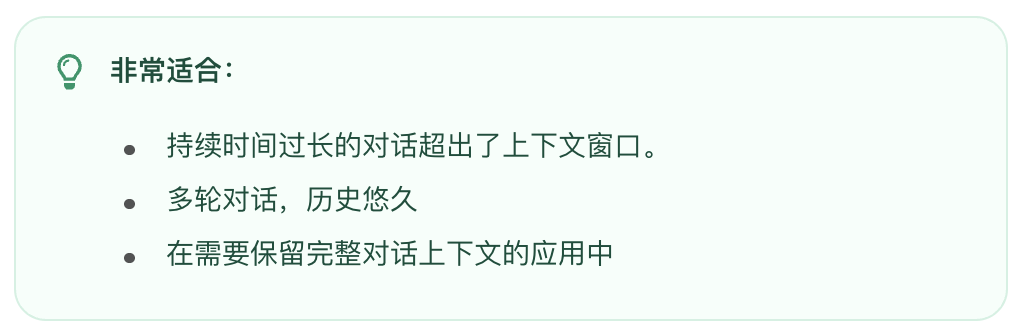 非常适合：
持续时间过长的对话超出了上下文窗口。
多轮对话，历史悠久
在需要保留完整对话上下文的应用中